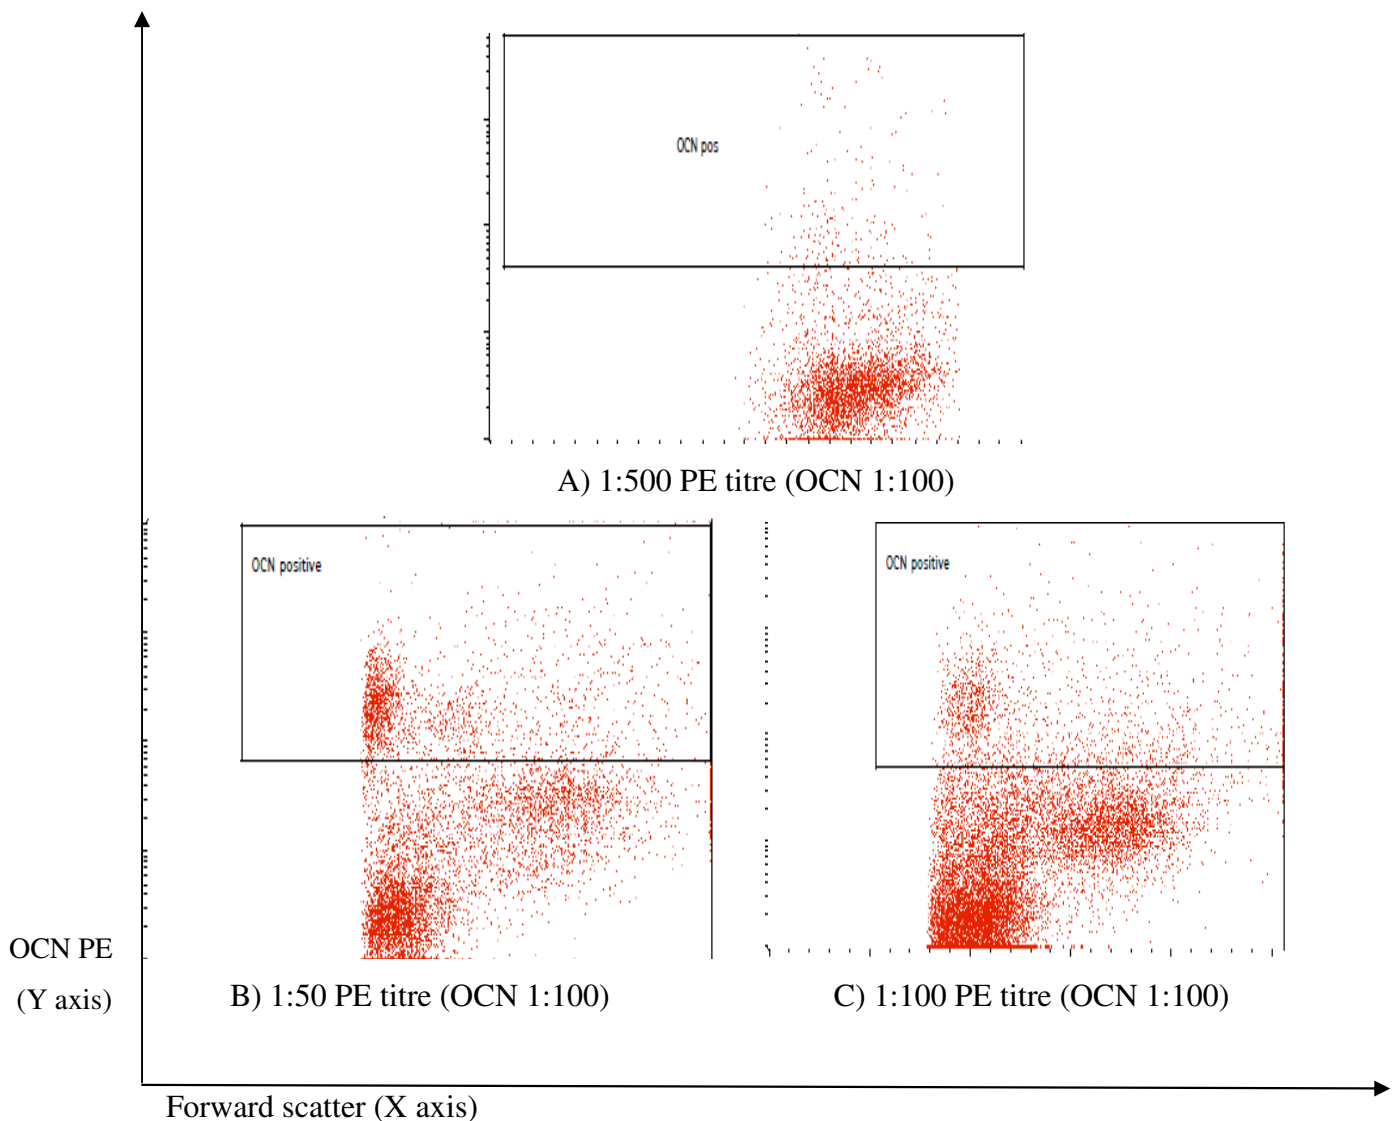 OCN pos
A) 1:500 PE titre (OCN 1:100)
OCN positive
OCN positive
OCN PE
(Y axis)
B) 1:50 PE titre (OCN 1:100)
C) 1:100 PE titre (OCN 1:100)
Forward scatter (X axis)